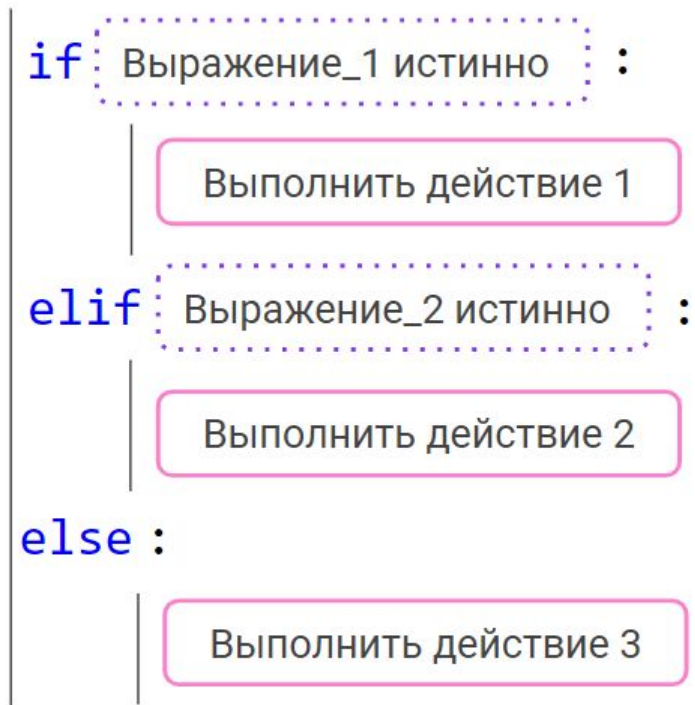 if Выражение_1 истинно :
Выполнить действие 1
elif Выражение_2 истинно :
Выполнить действие 2
else :
Выполнить действие 3